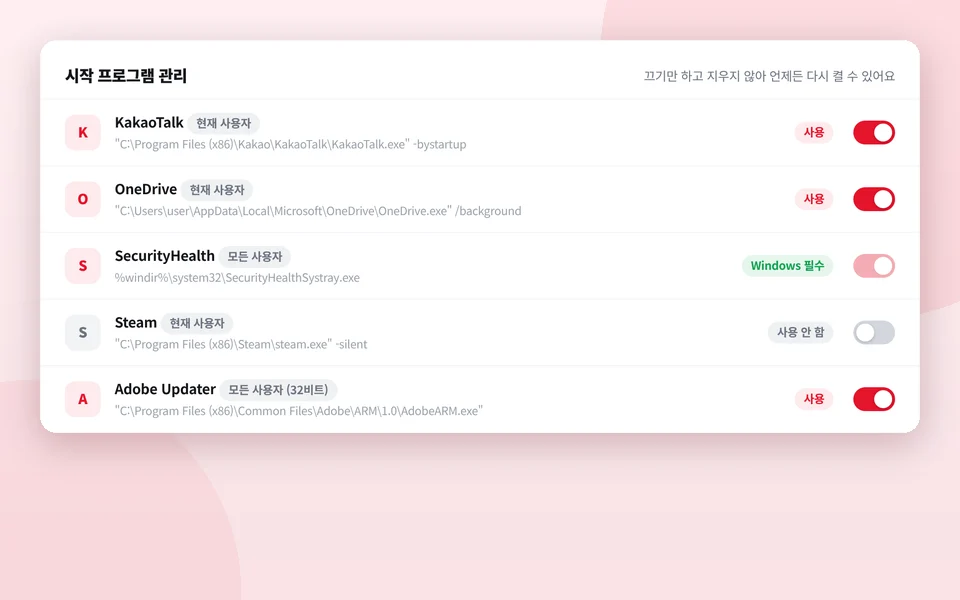 시작 프로그램 관리 끄기만 하고 지우지 않아 언제든 다시 켤 수 있어요
K KakaoTalk 현재 사용자 사용
"C:\Program Files (x86)\Kakao\KakaoTalk\KakaoTalk.exe" -bystartup
O OneDrive 현재 사용자 사용
"C:\Users\user\AppData\Local\Microsoft\OneDrive\OneDrive.exe" /background
S SecurityHealth 모든 사용자 Windows 필수
%windir%\system32\SecurityHealthSystray.exe
S Steam 현재 사용자 사용 안 함
"C:\Program Files (x86)\Steam\steam.exe" -silent
A Adobe Updater 모든 사용자 (32비트) 사용
"C:\Program Files (x86)\Common Files\Adobe\ARM\1.0\AdobeARM.exe"